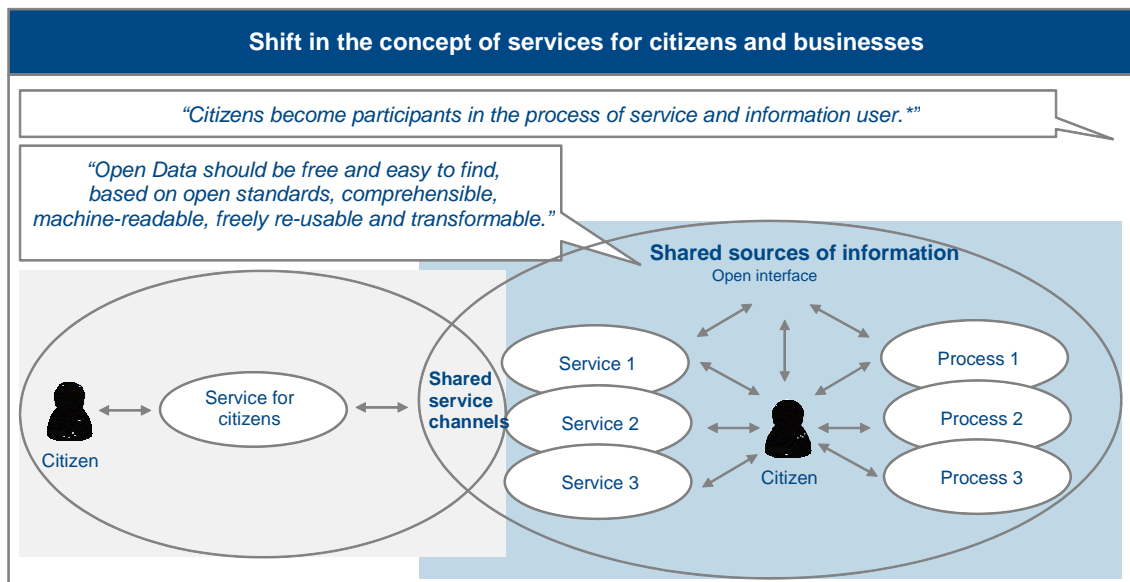 Shift in the concept of services for citizens and businesses
“Citizens become participants in the process of service and information user.*”
“Open Data should be free and easy to find,
based on open standards, comprehensible,
machine-readable, freely re-usable and transformable.”
Shared sources of information
Open interface
Service 1
Process 1
Shared
service
channels
Service for
citizens
Service 2
Process 2
Citizen
Citizen
Service 3
Process 3